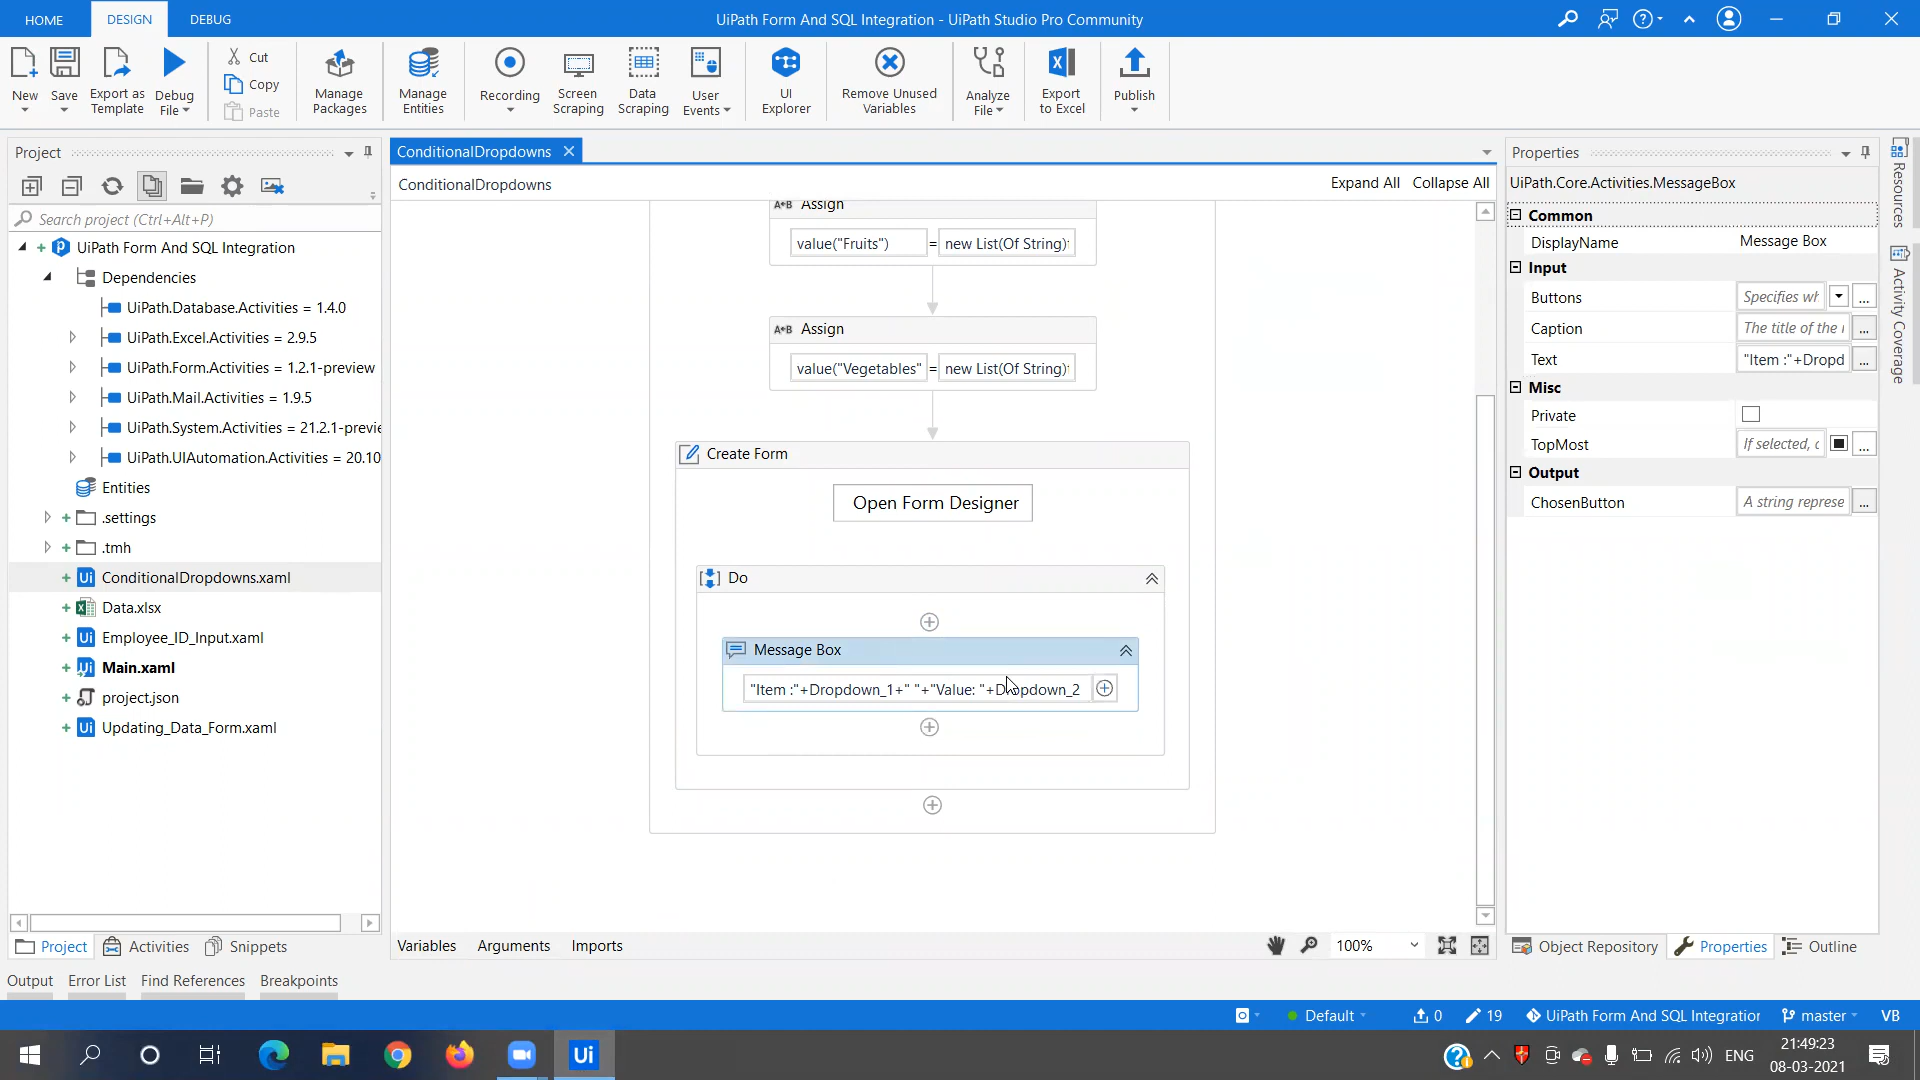 HOME DESIGN DEBUG UiPath Form And SQL Integration - UiPath Studio Pro Community
New Save Export as Template Debug File Cut Copy Paste Manage Packages Manage Entities Recording Screen Scraping Data Scraping User Events UI Explorer Remove Unused Variables Analyze File Export to Excel Publish
Project
Search project (Ctrl+Alt+P)
UiPath Form And SQL Integration
Dependencies
UiPath.Database.Activities = 1.4.0
UiPath.Excel.Activities = 2.9.5
UiPath.Form.Activities = 1.2.1-preview
UiPath.Mail.Activities = 1.9.5
UiPath.System.Activities = 21.2.1-previe
UiPath.UIAutomation.Activities = 20.10
Entities
.settings
.tmh
ConditionalDropdowns.xaml
Data.xlsx
Employee_ID_Input.xaml
Main.xaml
project.json
Updating_Data_Form.xaml
Project Activities Snippets
ConditionalDropdowns
ConditionalDropdowns Expand All Collapse All
A+B Assign
value("Fruits") = new List(Of String)
A+B Assign
value("Vegetables" = new List(Of String)
Create Form
Open Form Designer
Do
Message Box
"Item :"+Dropdown_1+" "+"Value: "+Dropdown_2
Variables Arguments Imports 100%
Properties
UiPath.Core.Activities.MessageBox
Common
DisplayName Message Box
Input
Buttons Specifies wh ...
Caption The title of the ...
Text "Item :"+Dropd ...
Misc
Private
TopMost If selected, ...
Output
ChosenButton A string represe ...
Object Repository Properties Outline
Resources
Activity Coverage
Output Error List Find References Breakpoints
Default 0 19 UiPath Form And SQL Integration master VB
Ui ENG 21:49:23
08-03-2021